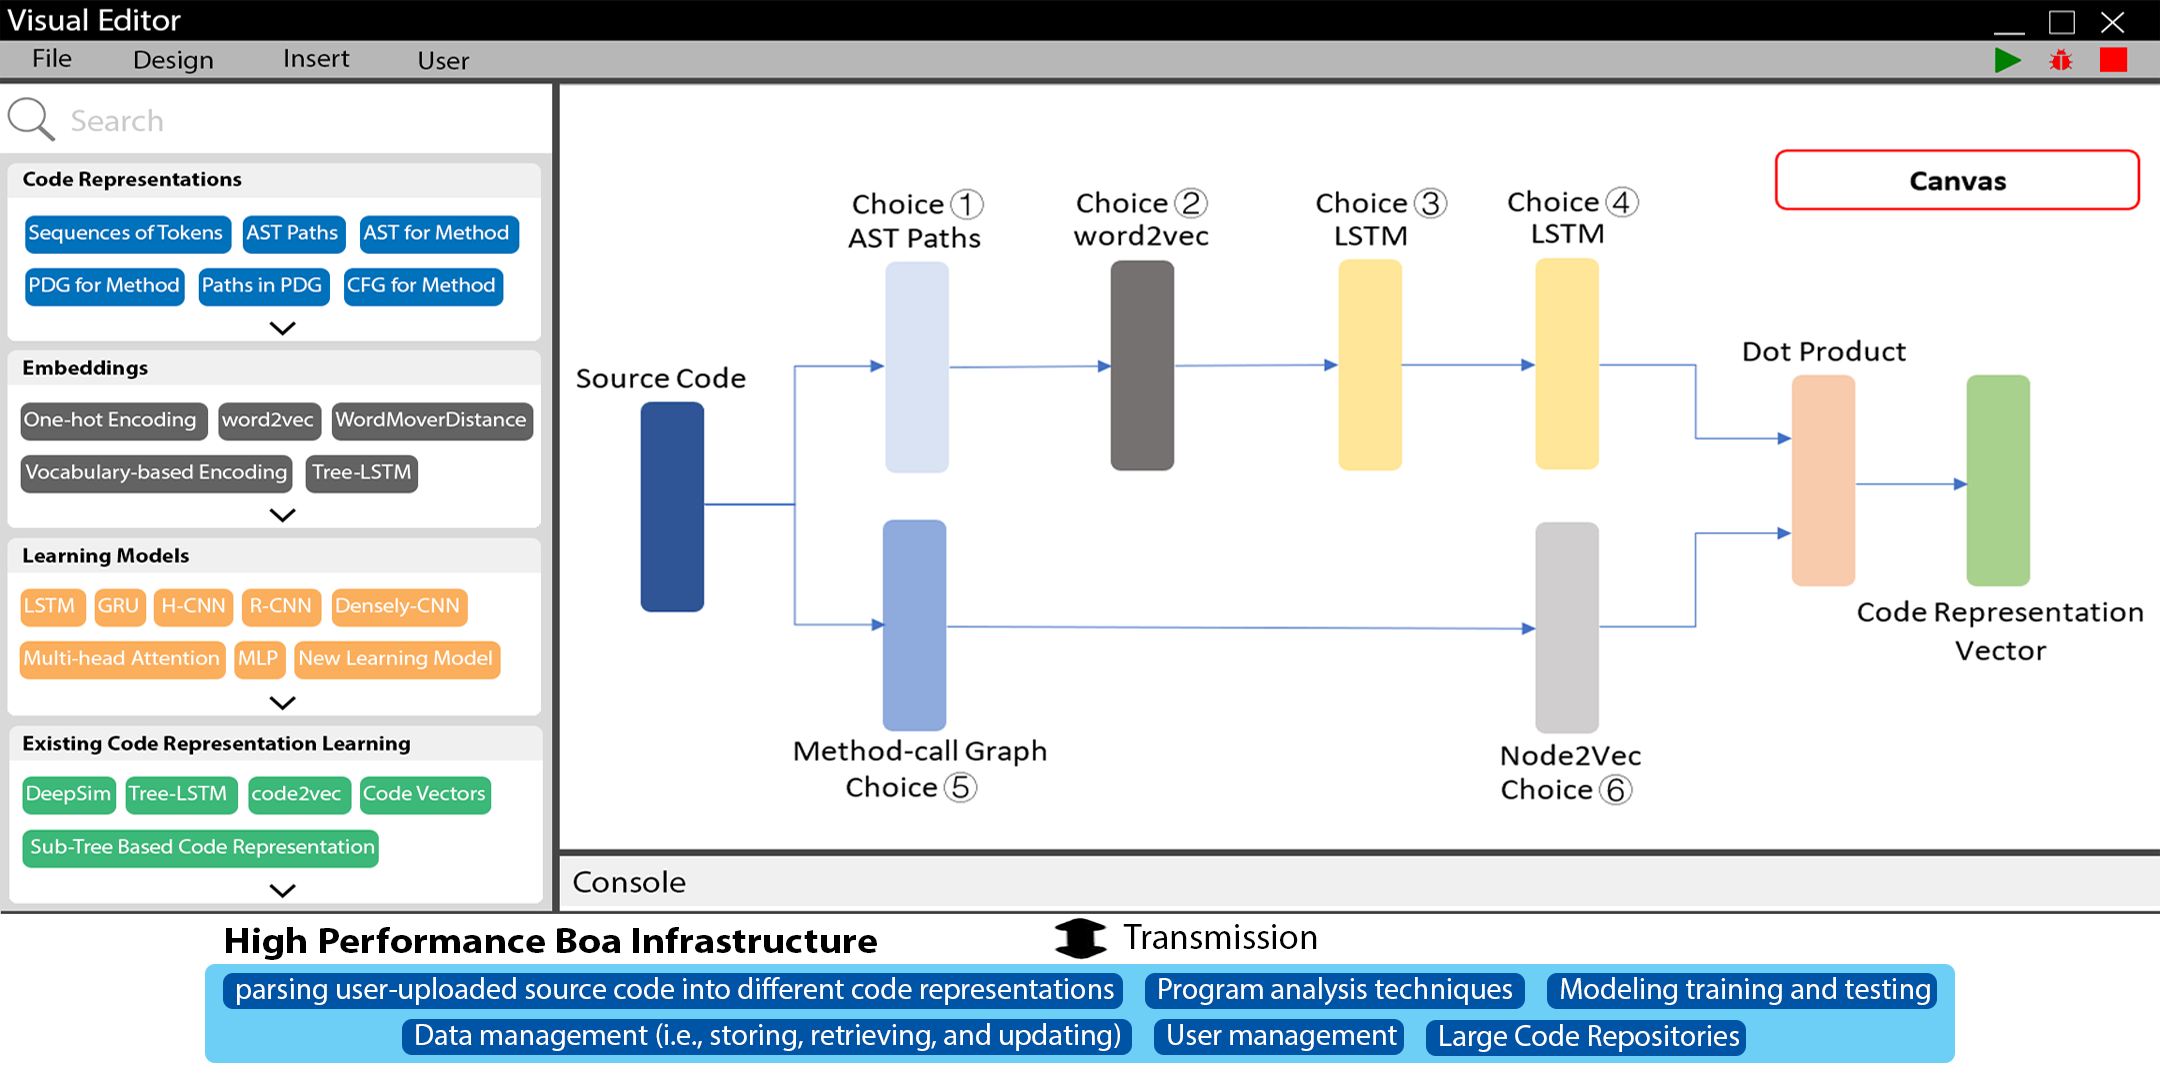 Visual Editor
File Design Insert User
Search
Code Representations
Sequences of Tokens AST Paths AST for Method
PDG for Method Paths in PDG CFG for Method
Embeddings
One-hot Encoding word2vec WordMoverDistance
Vocabulary-based Encoding Tree-LSTM
Learning Models
LSTM GRU H-CNN R-CNN Densely-CNN
Multi-head Attention MLP New Learning Model
Existing Code Representation Learning
DeepSim Tree-LSTM code2vec Code Vectors
Sub-Tree Based Code Representation
Canvas
Source Code
Choice ①
AST Paths
Choice ②
word2vec
Choice ③
LSTM
Choice ④
LSTM
Method-call Graph
Choice ⑤
Node2Vec
Choice ⑥
Dot Product
Code Representation
Vector
Console
High Performance Boa Infrastructure
Transmission
parsing user-uploaded source code into different code representations Program analysis techniques Modeling training and testing
Data management (i.e., storing, retrieving, and updating) User management Large Code Repositories